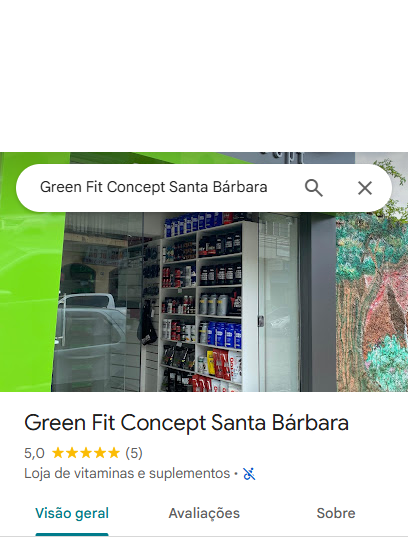 Green Fit Concept Santa Bárbara
Green Fit Concept Santa Bárbara
5,0 (5)
Loja de vitaminas e suplementos ·
Visão geral
Avaliações
Sobre